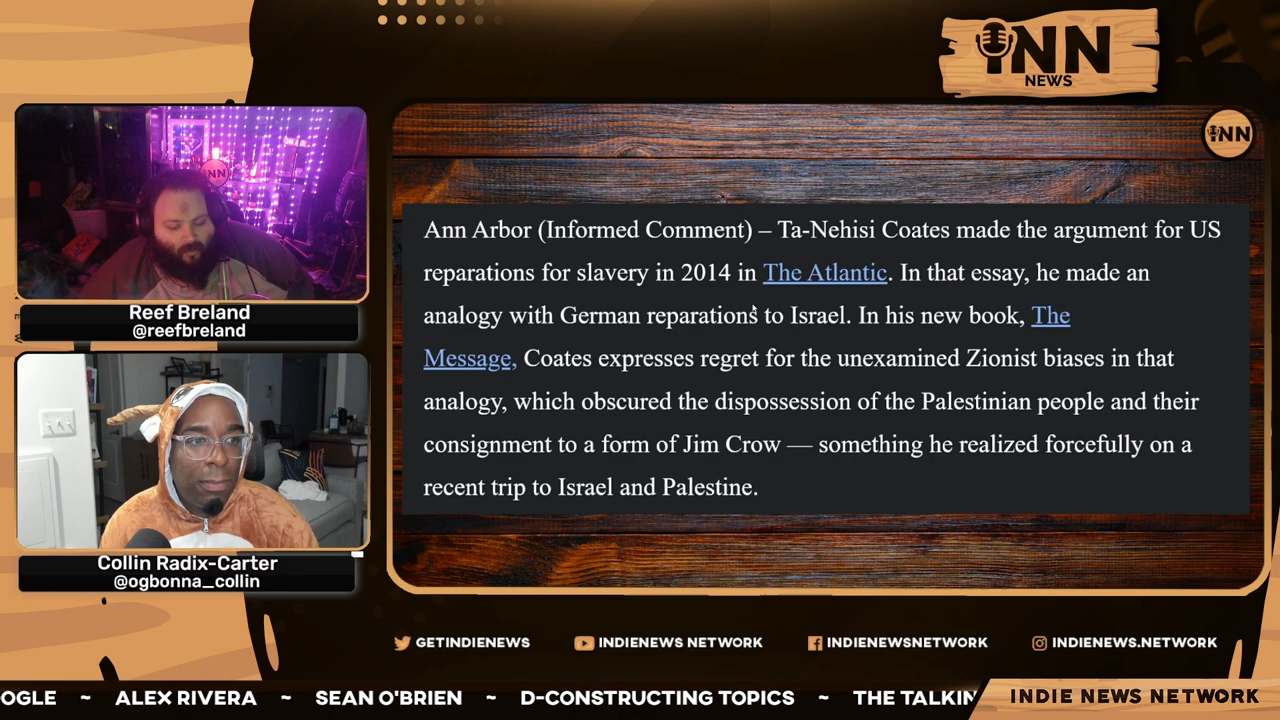 iNN
NEWS
iNN
Ann Arbor (Informed Comment) – Ta-Nehisi Coates made the argument for US
reparations for slavery in 2014 in The Atlantic. In that essay, he made an
analogy with German reparations to Israel. In his new book, The
Message, Coates expresses regret for the unexamined Zionist biases in that
analogy, which obscured the dispossession of the Palestinian people and their
consignment to a form of Jim Crow — something he realized forcefully on a
recent trip to Israel and Palestine.
iNN
Reef Breland
@reefbreland
Collin Radix-Carter
@ogbonna_collin
GETINDIENEWS
INDIENEWS NETWORK
INDIENEWSNETWORK
INDIENEWS.NETWORK
OOGLE ~ ALEX RIVERA ~ SEAN O'BRIEN ~ D-CONSTRUCTING TOPICS ~ THE TALKIN
INDIE NEWS NETWORK